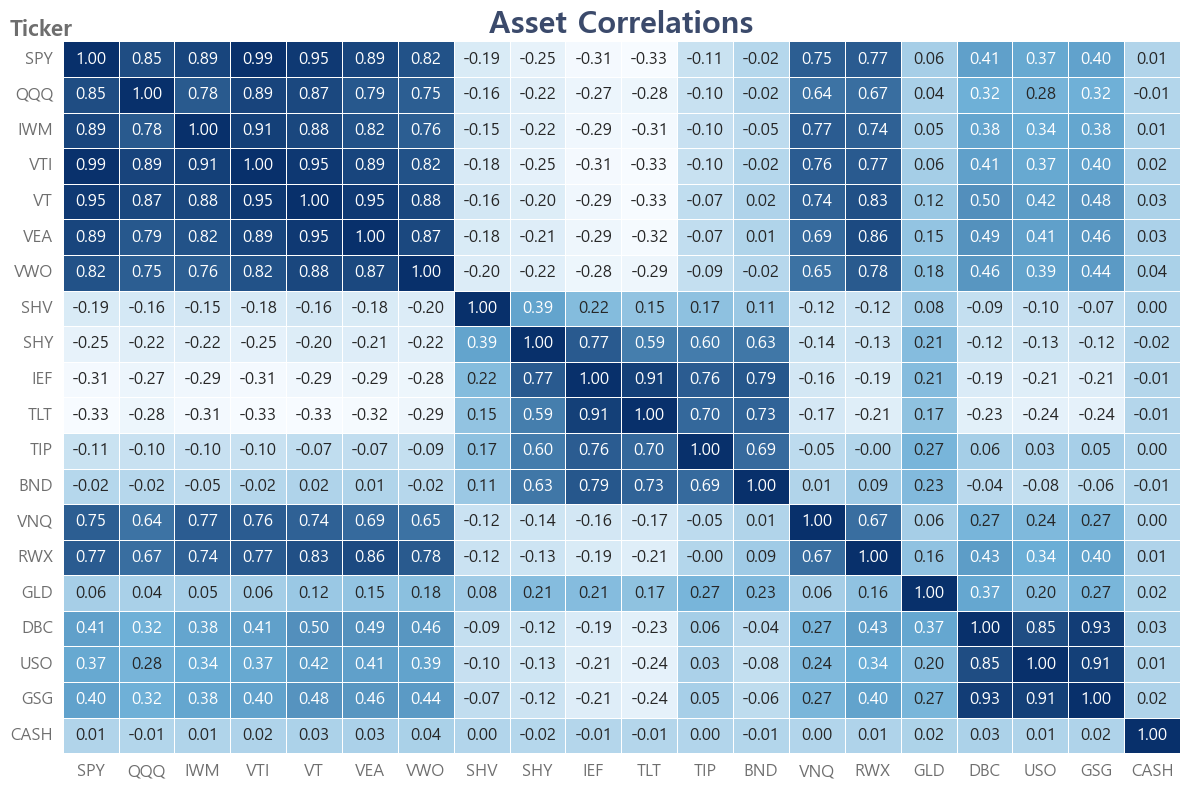 Asset Correlations
Ticker
SPY 1.00 0.85 0.89 0.99 0.95 0.89 0.82 -0.19 -0.25 -0.31 -0.33 -0.11 -0.02 0.75 0.77 0.06 0.41 0.37 0.40 0.01
QQQ 0.85 1.00 0.78 0.89 0.87 0.79 0.75 -0.16 -0.22 -0.27 -0.28 -0.10 -0.02 0.64 0.67 0.04 0.32 0.28 0.32 -0.01
IWM 0.89 0.78 1.00 0.91 0.88 0.82 0.76 -0.15 -0.22 -0.29 -0.31 -0.10 -0.05 0.77 0.74 0.05 0.38 0.34 0.38 0.01
VTI 0.99 0.89 0.91 1.00 0.95 0.89 0.82 -0.18 -0.25 -0.31 -0.33 -0.10 -0.02 0.76 0.77 0.06 0.41 0.37 0.40 0.02
VT 0.95 0.87 0.88 0.95 1.00 0.95 0.88 -0.16 -0.20 -0.29 -0.33 -0.07 0.02 0.74 0.83 0.12 0.50 0.42 0.48 0.03
VEA 0.89 0.79 0.82 0.89 0.95 1.00 0.87 -0.18 -0.21 -0.29 -0.32 -0.07 0.01 0.69 0.86 0.15 0.49 0.41 0.46 0.03
VWO 0.82 0.75 0.76 0.82 0.88 0.87 1.00 -0.20 -0.22 -0.28 -0.29 -0.09 -0.02 0.65 0.78 0.18 0.46 0.39 0.44 0.04
SHV -0.19 -0.16 -0.15 -0.18 -0.16 -0.18 -0.20 1.00 0.39 0.22 0.15 0.17 0.11 -0.12 -0.12 0.08 -0.09 -0.10 -0.07 0.00
SHY -0.25 -0.22 -0.22 -0.25 -0.20 -0.21 -0.22 0.39 1.00 0.77 0.59 0.60 0.63 -0.14 -0.13 0.21 -0.12 -0.13 -0.12 -0.02
IEF -0.31 -0.27 -0.29 -0.31 -0.29 -0.29 -0.28 0.22 0.77 1.00 0.91 0.76 0.79 -0.16 -0.19 0.21 -0.19 -0.21 -0.21 -0.01
TLT -0.33 -0.28 -0.31 -0.33 -0.33 -0.32 -0.29 0.15 0.59 0.91 1.00 0.70 0.73 -0.17 -0.21 0.17 -0.23 -0.24 -0.24 -0.01
TIP -0.11 -0.10 -0.10 -0.10 -0.07 -0.07 -0.09 0.17 0.60 0.76 0.70 1.00 0.69 -0.05 -0.00 0.27 0.06 0.03 0.05 0.00
BND -0.02 -0.02 -0.05 -0.02 0.02 0.01 -0.02 0.11 0.63 0.79 0.73 0.69 1.00 0.01 0.09 0.23 -0.04 -0.08 -0.06 -0.01
VNQ 0.75 0.64 0.77 0.76 0.74 0.69 0.65 -0.12 -0.14 -0.16 -0.17 -0.05 0.01 1.00 0.67 0.06 0.27 0.24 0.27 0.00
RWX 0.77 0.67 0.74 0.77 0.83 0.86 0.78 -0.12 -0.13 -0.19 -0.21 -0.00 0.09 0.67 1.00 0.16 0.43 0.34 0.40 0.01
GLD 0.06 0.04 0.05 0.06 0.12 0.15 0.18 0.08 0.21 0.21 0.17 0.27 0.23 0.06 0.16 1.00 0.37 0.20 0.27 0.02
DBC 0.41 0.32 0.38 0.41 0.50 0.49 0.46 -0.09 -0.12 -0.19 -0.23 0.06 -0.04 0.27 0.43 0.37 1.00 0.85 0.93 0.03
USO 0.37 0.28 0.34 0.37 0.42 0.41 0.39 -0.10 -0.13 -0.21 -0.24 0.03 -0.08 0.24 0.34 0.20 0.85 1.00 0.91 0.01
GSG 0.40 0.32 0.38 0.40 0.48 0.46 0.44 -0.07 -0.12 -0.21 -0.24 0.05 -0.06 0.27 0.40 0.27 0.93 0.91 1.00 0.02
CASH 0.01 -0.01 0.01 0.02 0.03 0.03 0.04 0.00 -0.02 -0.01 -0.01 0.00 -0.01 0.00 0.01 0.02 0.03 0.01 0.02 1.00
SPY QQQ IWM VTI VT VEA VWO SHV SHY IEF TLT TIP BND VNQ RWX GLD DBC USO GSG CASH